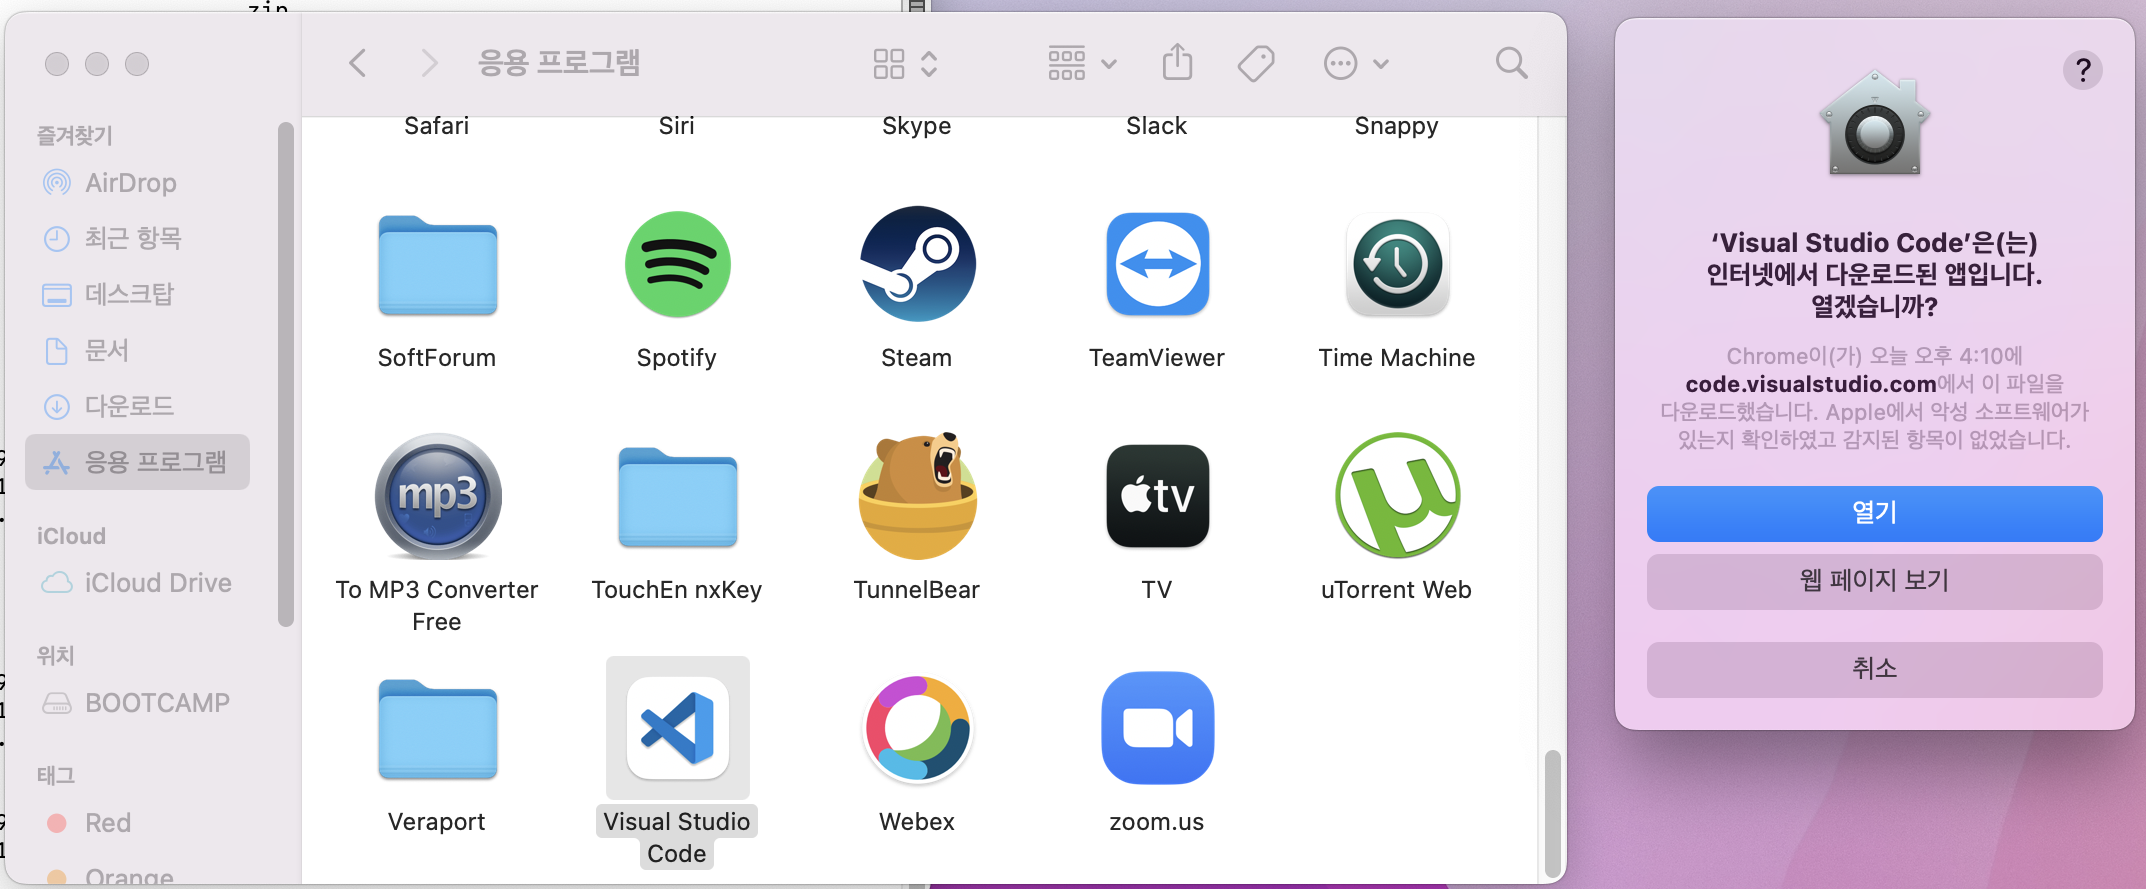 zip
응용 프로그램
즐겨찾기
AirDrop
최근 항목
데스크탑
문서
다운로드
응용 프로그램
iCloud
iCloud Drive
위치
BOOTCAMP
태그
Red
Orange
Safari
Siri
Skype
Slack
Snappy
SoftForum
Spotify
Steam
TeamViewer
Time Machine
mp3
tv
To MP3 Converter
Free
TouchEn nxKey
TunnelBear
TV
uTorrent Web
Veraport
Visual Studio
Code
Webex
zoom.us
?
‘Visual Studio Code’은(는)
인터넷에서 다운로드된 앱입니다.
열겠습니까?
Chrome이(가) 오늘 오후 4:10에
code.visualstudio.com에서 이 파일을
다운로드했습니다. Apple에서 악성 소프트웨어가
있는지 확인하였고 감지된 항목이 없었습니다.
열기
웹 페이지 보기
취소